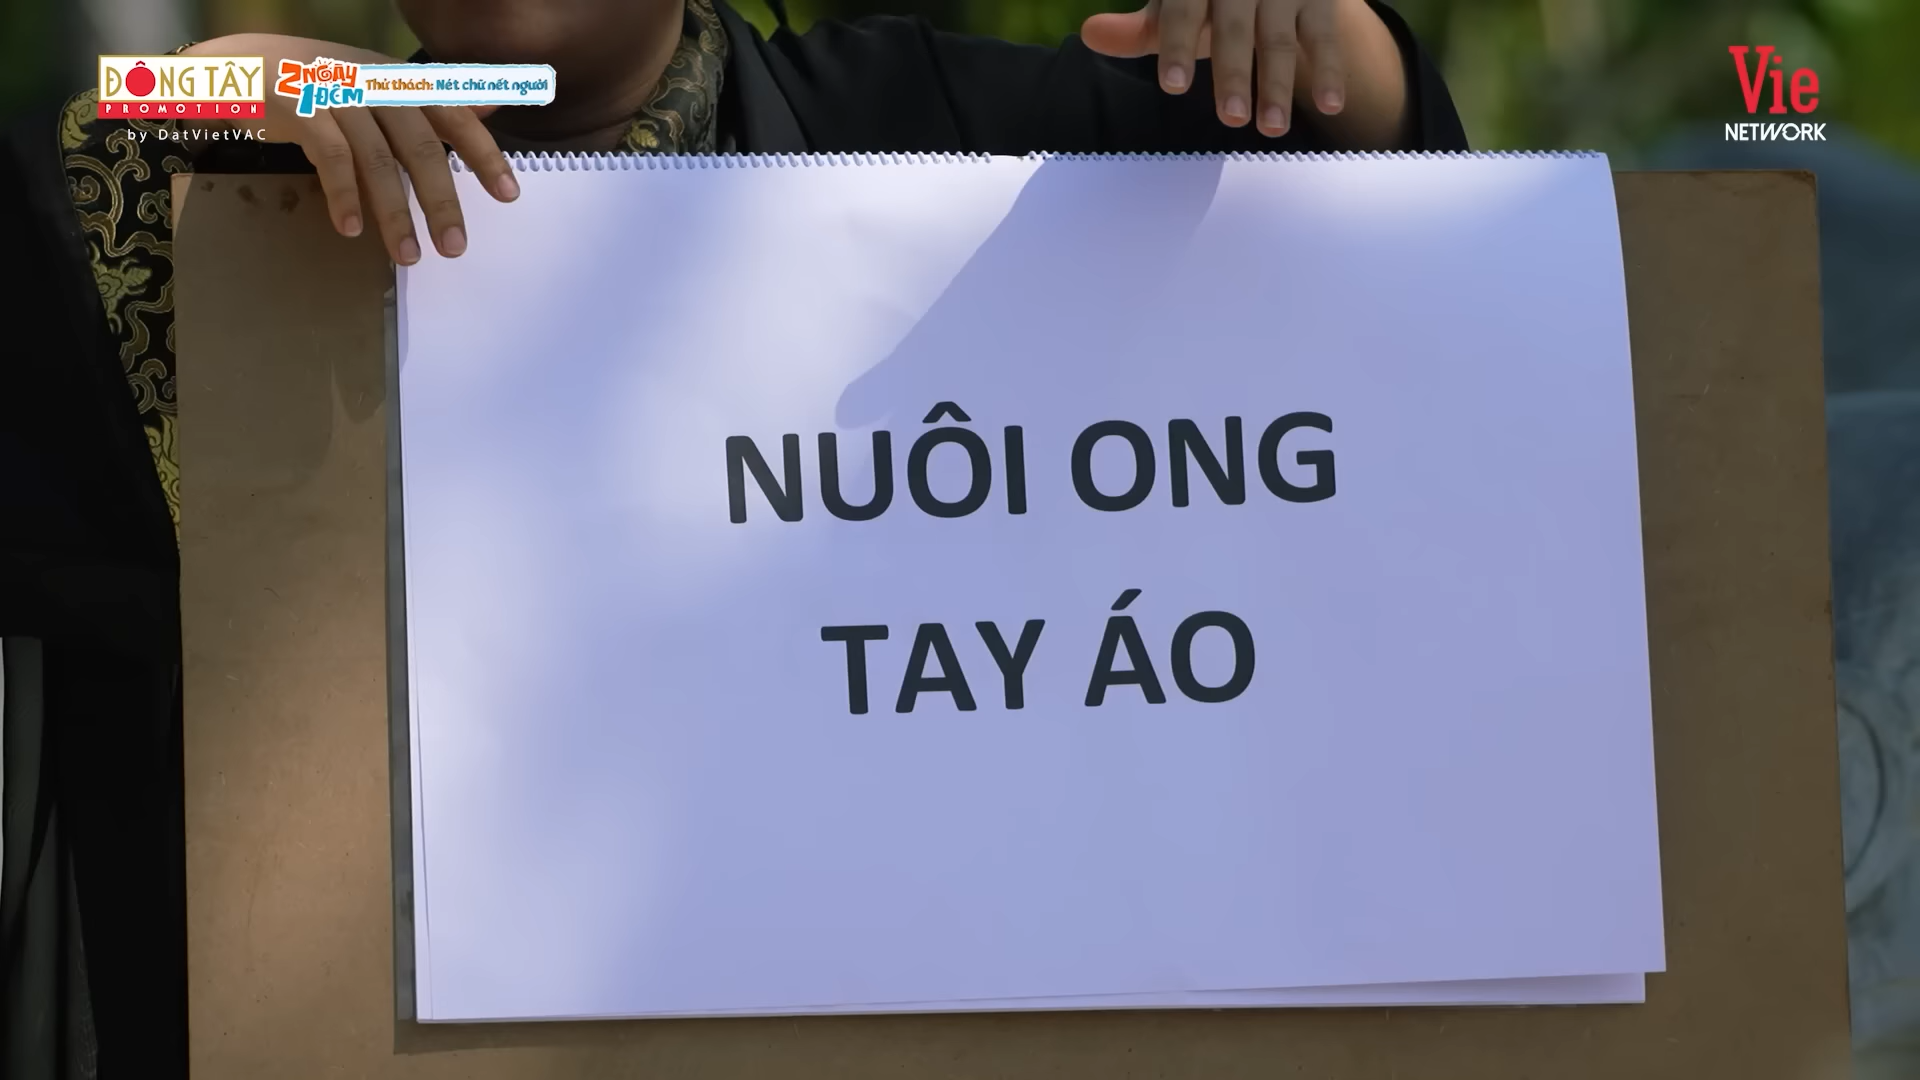 ĐÔNG TÂY
PROMOTION
by DatVietVAC
2 NGÀY
1 ĐÊM
Thử thách: Nét chữ nết người
Vie
NETWORK
NUÔI ONG
TAY ÁO